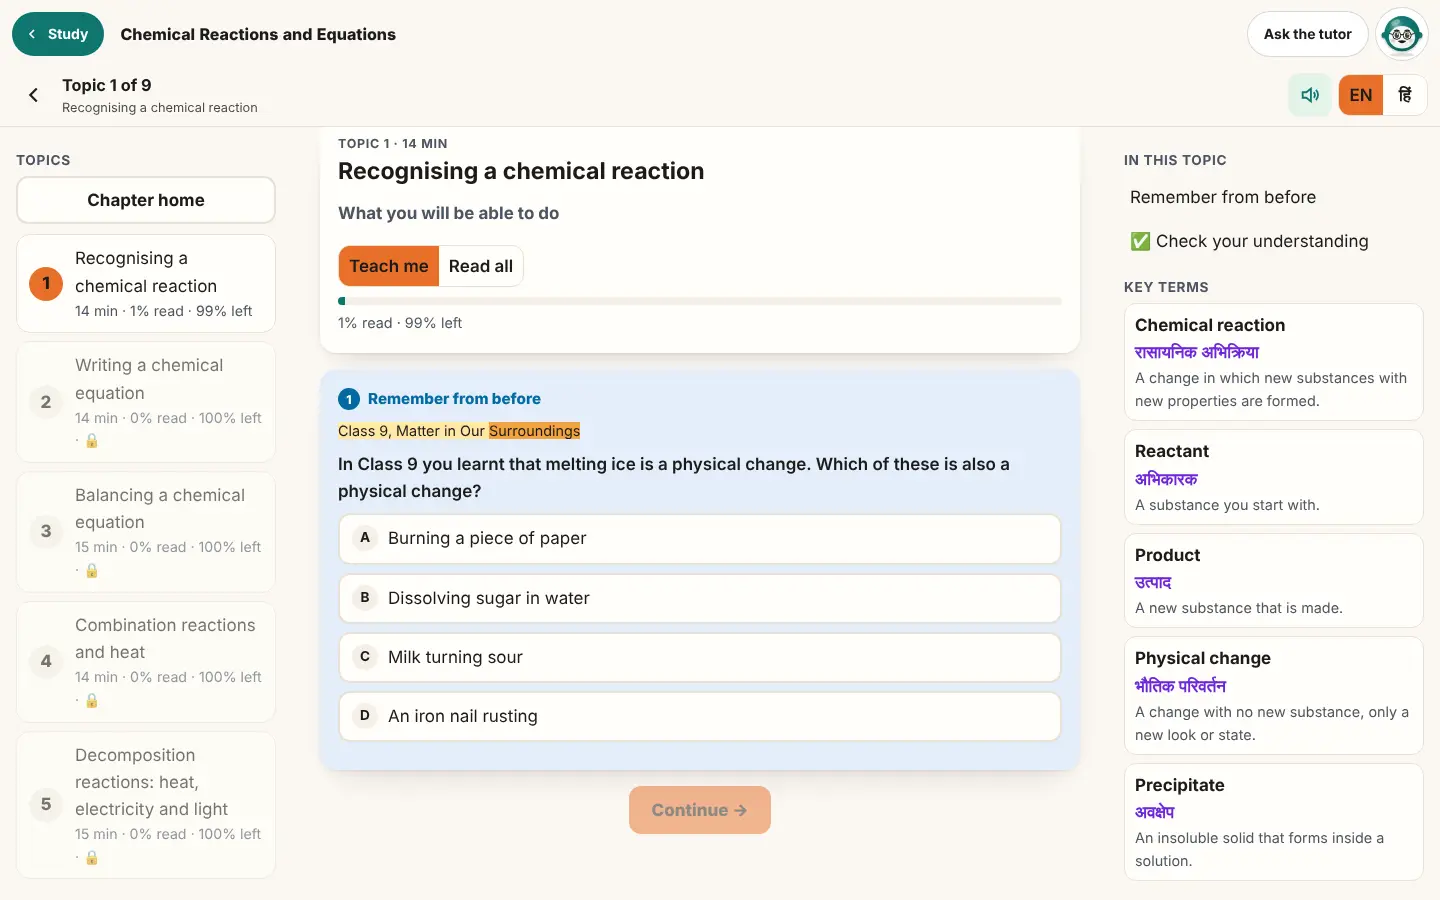 Study
Chemical Reactions and Equations
Ask the tutor
Topic 1 of 9
Recognising a chemical reaction
EN
हिं
TOPICS
Chapter home
1
Recognising a
chemical reaction
14 min · 1% read · 99% left
2
Writing a chemical
equation
14 min · 0% read · 100% left
·
3
Balancing a chemical
equation
15 min · 0% read · 100% left
·
4
Combination reactions
and heat
14 min · 0% read · 100% left
·
5
Decomposition
reactions: heat,
electricity and light
15 min · 0% read · 100% left
·
TOPIC 1 · 14 MIN
Recognising a chemical reaction
What you will be able to do
Teach me
Read all
1% read · 99% left
1 Remember from before
Class 9, Matter in Our Surroundings
In Class 9 you learnt that melting ice is a physical change. Which of these is also a
physical change?
A Burning a piece of paper
B Dissolving sugar in water
C Milk turning sour
D An iron nail rusting
Continue →
IN THIS TOPIC
Remember from before
✅ Check your understanding
KEY TERMS
Chemical reaction
रासायनिक अभिक्रिया
A change in which new substances with
new properties are formed.
Reactant
अभिकारक
A substance you start with.
Product
उत्पाद
A new substance that is made.
Physical change
भौतिक परिवर्तन
A change with no new substance, only a
new look or state.
Precipitate
अवक्षेप
An insoluble solid that forms inside a
solution.